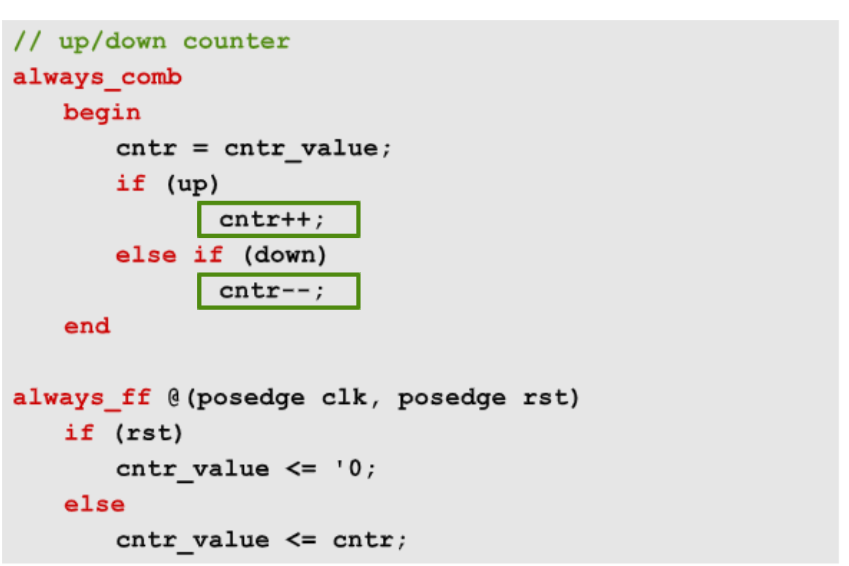 // up/down counter
always_comb
begin
cntr = cntr_value;
if (up)
cntr++;
else if (down)
cntr--;
end
always_ff @(posedge clk, posedge rst)
if (rst)
cntr_value <= '0;
else
cntr_value <= cntr;